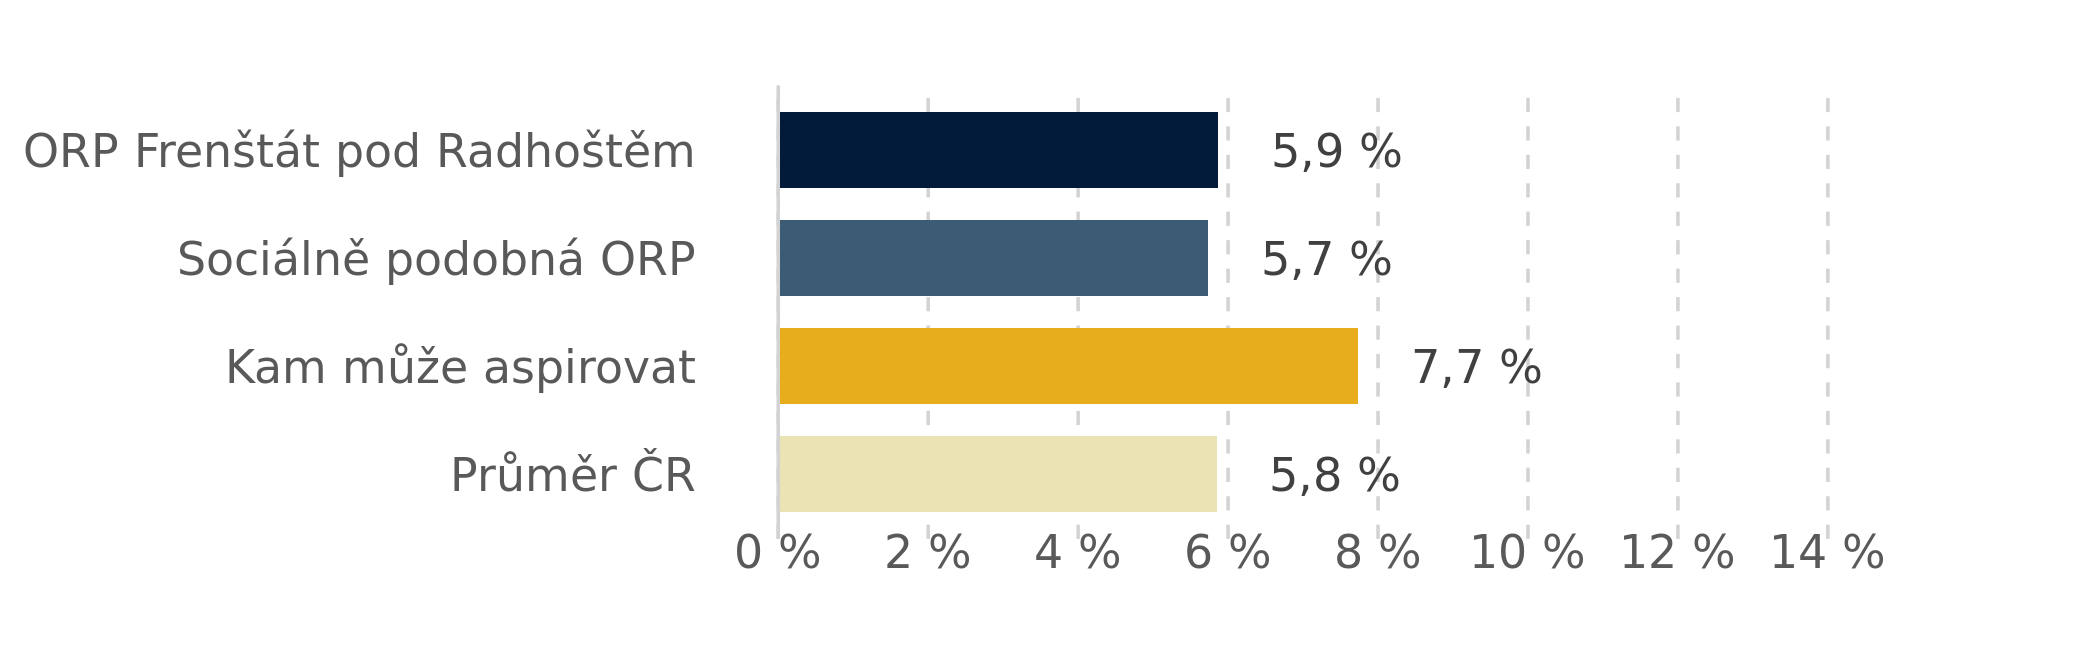 ORP Frenštát pod Radhoštěm 5,9 %
Sociálně podobná ORP 5,7 %
Kam může aspirovat 7,7 %
Průměr ČR 5,8 %
0 % 2 % 4 % 6 % 8 % 10 % 12 % 14 %